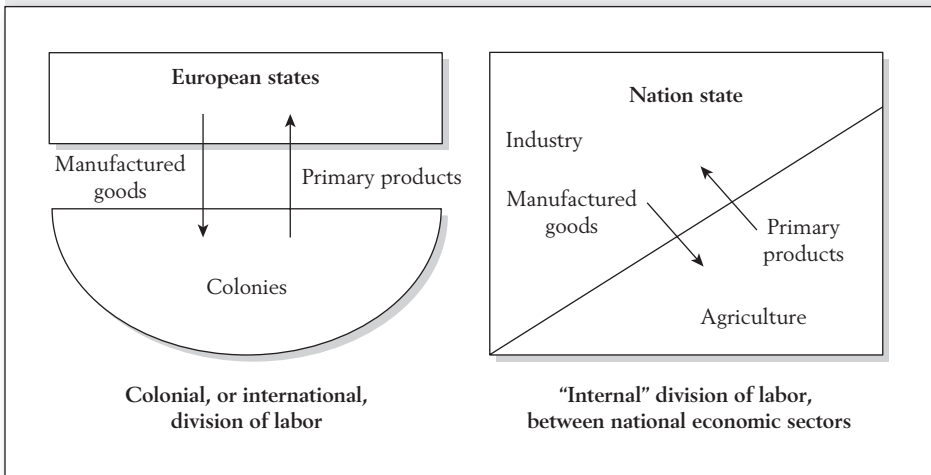 European states
Manufactured
goods
Primary products
Colonies
Colonial, or international,
division of labor
Nation state
Industry
Manufactured
goods
Primary
products
Agriculture
“Internal” division of labor,
between national economic sectors